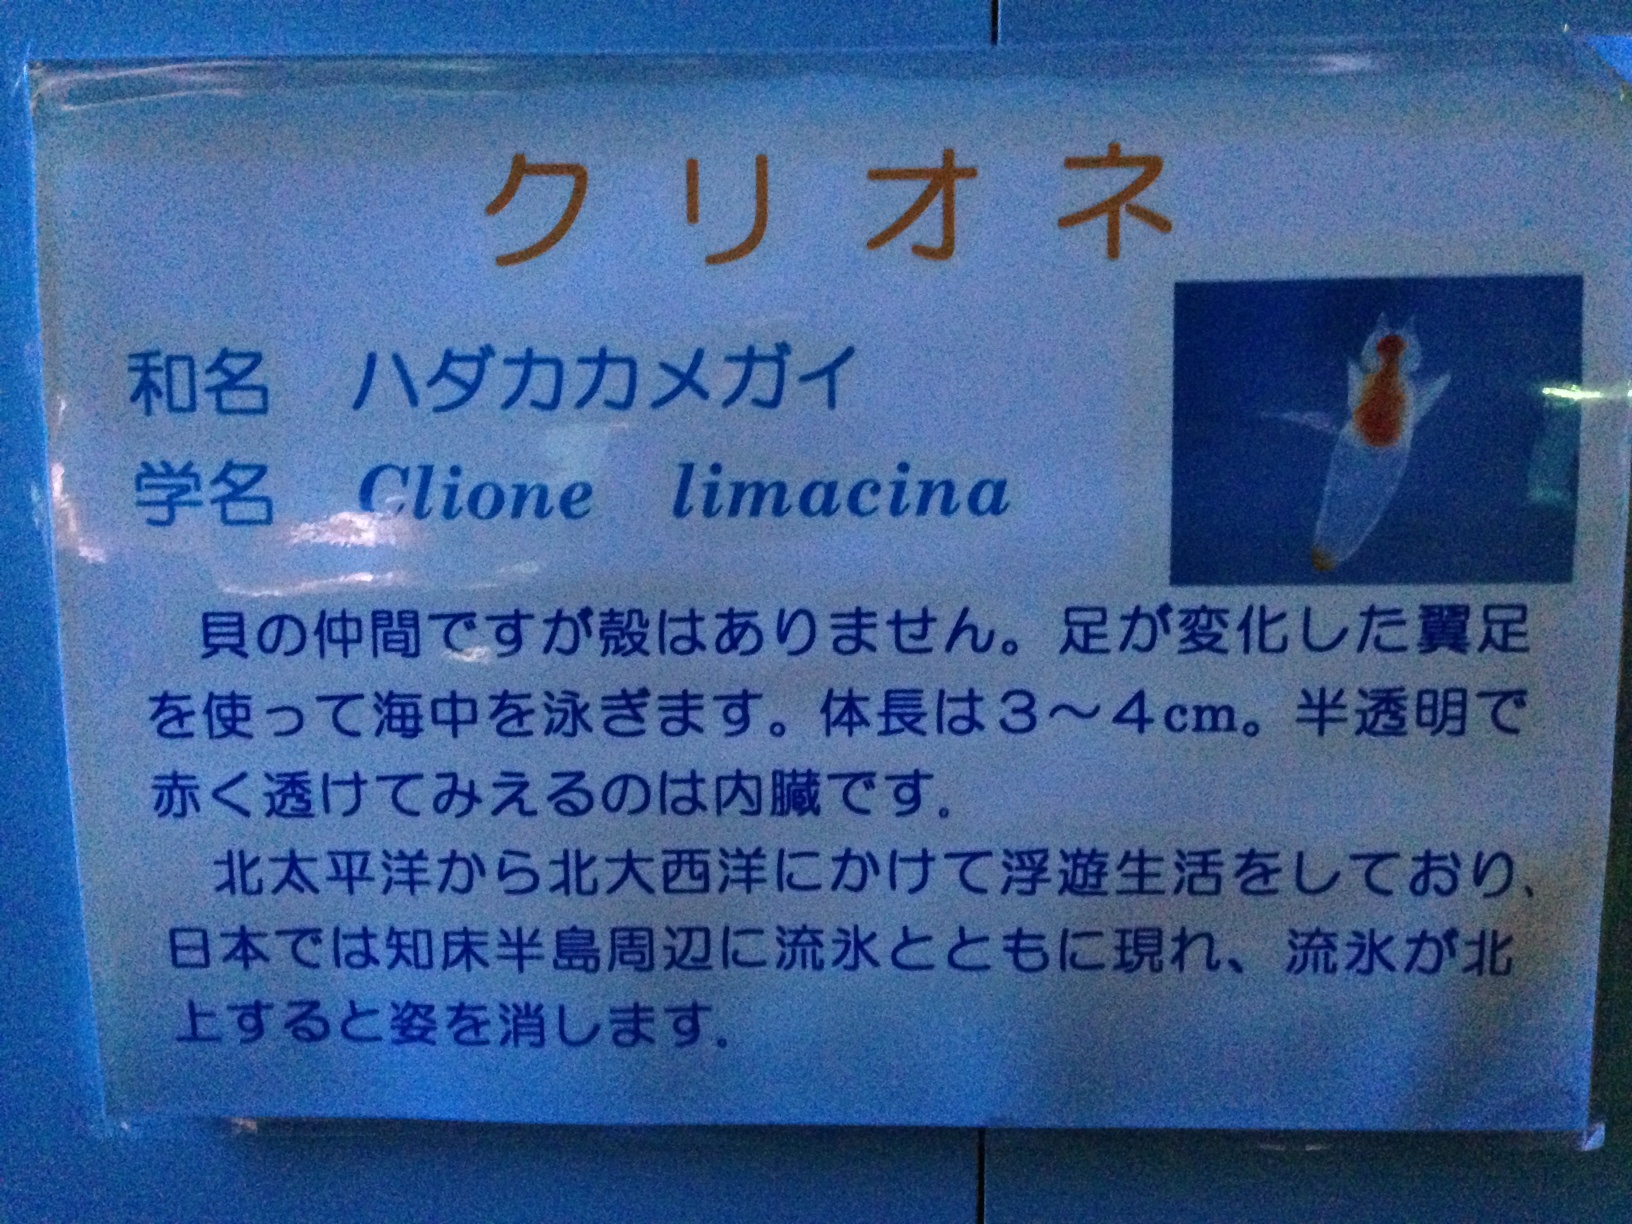 クリオネ
和名　ハダカカメガイ
学名　Clione　limacina
　貝の仲間ですが殻はありません。足が変化した翼足
を使って海中を泳ぎます。体長は３～４cm。半透明で
赤く透けてみえるのは内臓です。
　北太平洋から北大西洋にかけて浮遊生活をしており、
日本では知床半島周辺に流氷とともに現れ、流氷が北
上すると姿を消します。